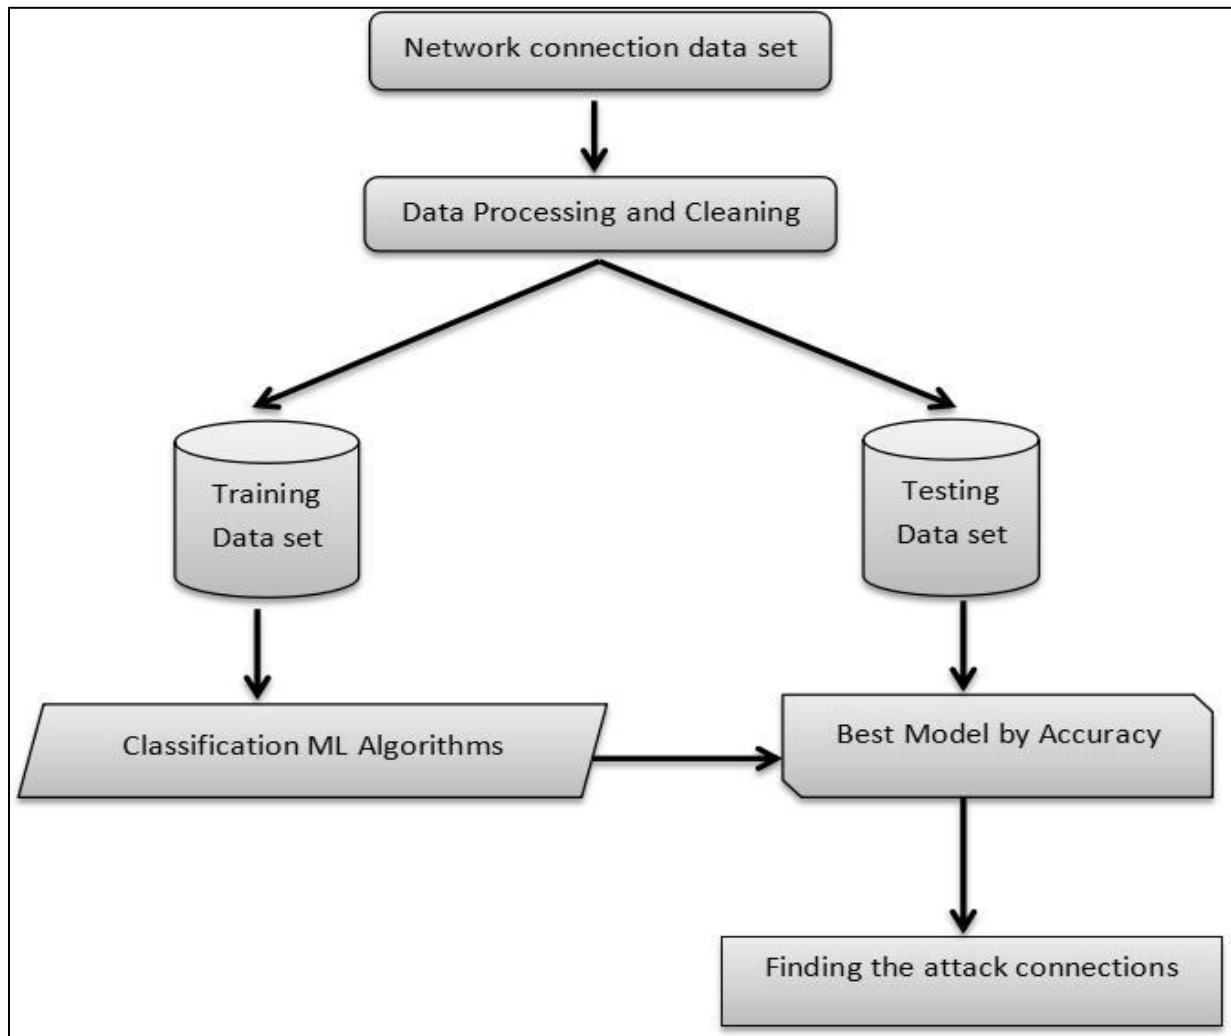 Network connection data set
Data Processing and Cleaning
Training
Data set
Testing
Data set
Classification ML Algorithms
Best Model by Accuracy
Finding the attack connections